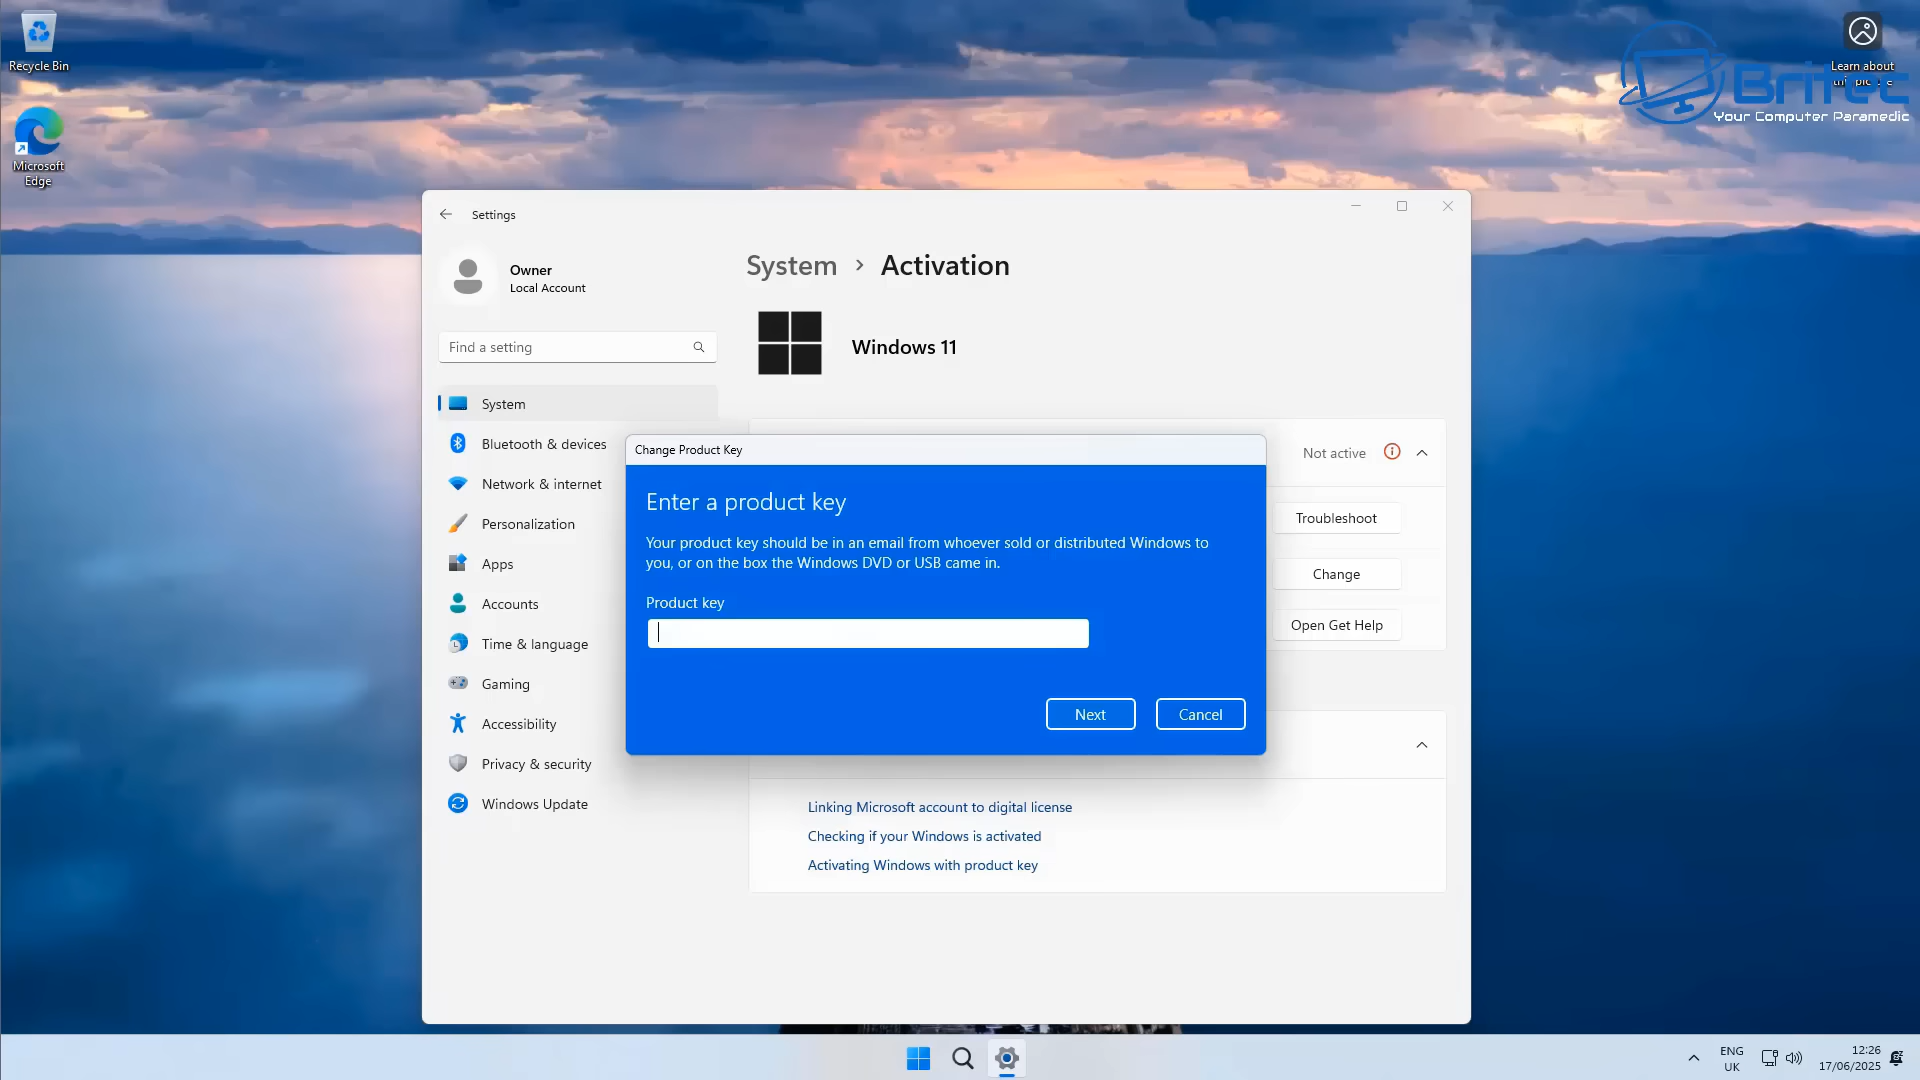 Recycle Bin
Microsoft
Edge
Learn about
Britec
Your Computer Paramedic
Settings
Owner
Local Account
Find a setting
System
Bluetooth & devices
Network & internet
Personalization
Apps
Accounts
Time & language
Gaming
Accessibility
Privacy & security
Windows Update
System > Activation
Windows 11
Not active
Troubleshoot
Change
Open Get Help
Change Product Key
Enter a product key
Your product key should be in an email from whoever sold or distributed Windows to
you, or on the box the Windows DVD or USB came in.
Product key
Next
Cancel
Linking Microsoft account to digital license
Checking if your Windows is activated
Activating Windows with product key
ENG
UK
12:26
17/06/2025